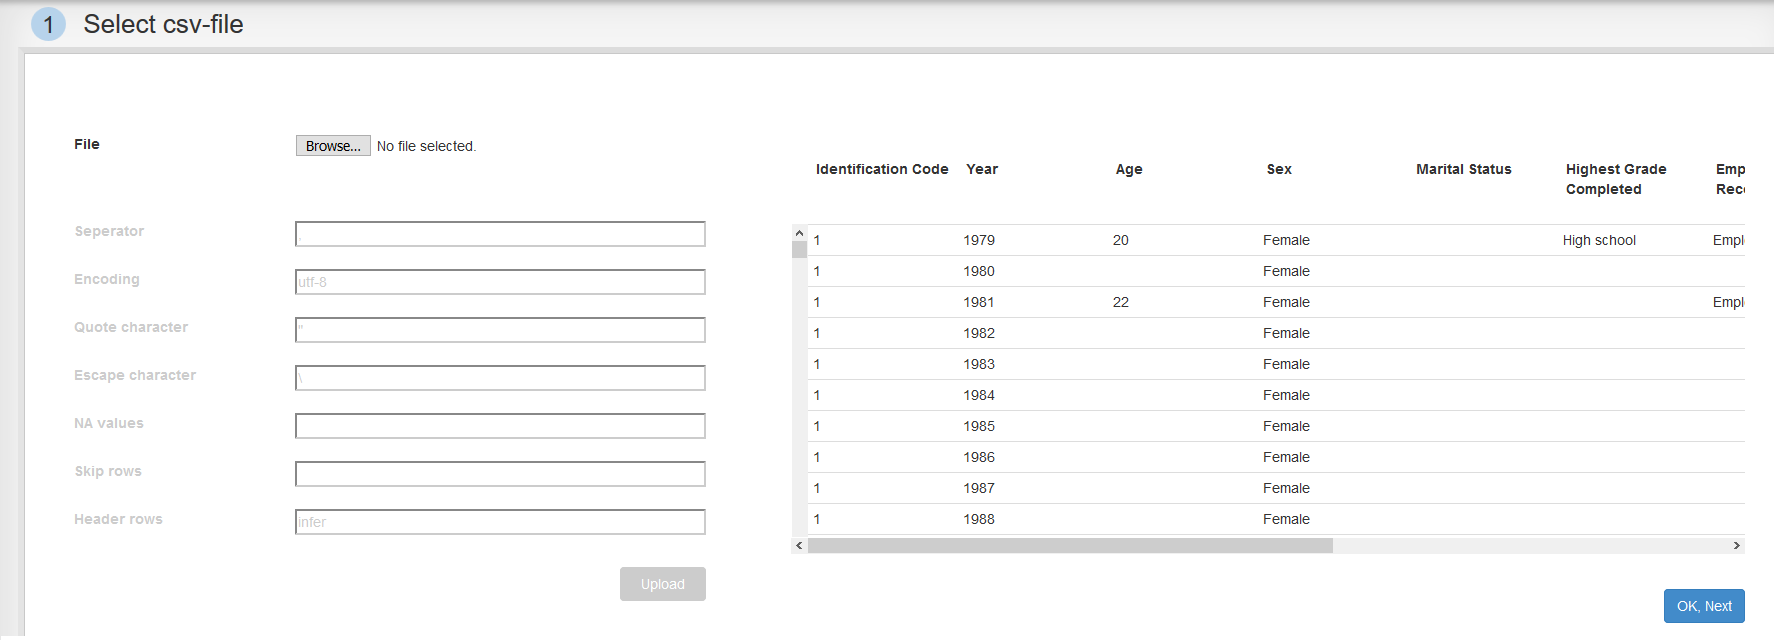 1 Select csv-file
File Browse... No file selected.
Identification Code Year Age Sex Marital Status Highest Grade Completed Emp Reco
Seperator
Encoding utf-8
Quote character "
Escape character \
NA values
Skip rows
Header rows infer
Upload
1 1979 20 Female High school Empl
1 1980 Female
1 1981 22 Female Empl
1 1982 Female
1 1983 Female
1 1984 Female
1 1985 Female
1 1986 Female
1 1987 Female
1 1988 Female
OK, Next